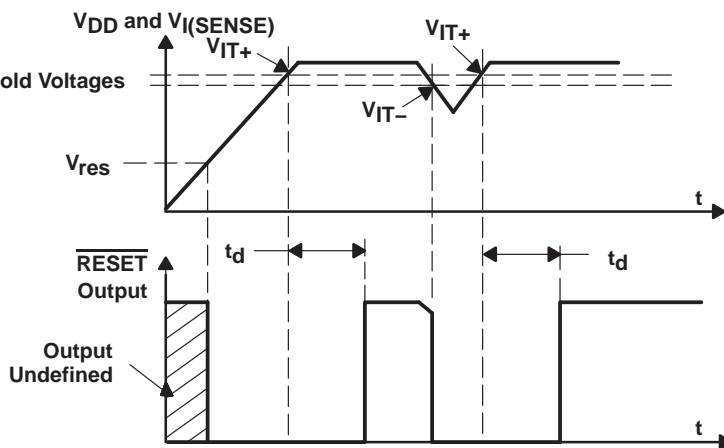 VDD and VI(SENSE)
VIT+
VIT+
old Voltages
VIT–
Vres
t
RESET
Output
td
td
Output
Undefined
t